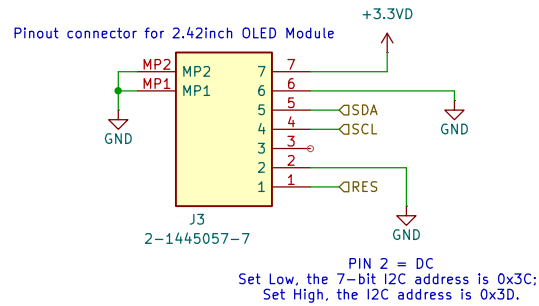 +3.3VD
Pinout connector for 2.42inch OLED Module
MP2 MP2 7 7
MP1 MP1 6 6
5 5 SDA
4 4 SCL
3 3
2 2
1 1 RES
GND
GND
GND
J3
2-1445057-7
PIN 2 = DC
Set Low, the 7-bit I2C address is 0x3C;
Set High, the I2C address is 0x3D.